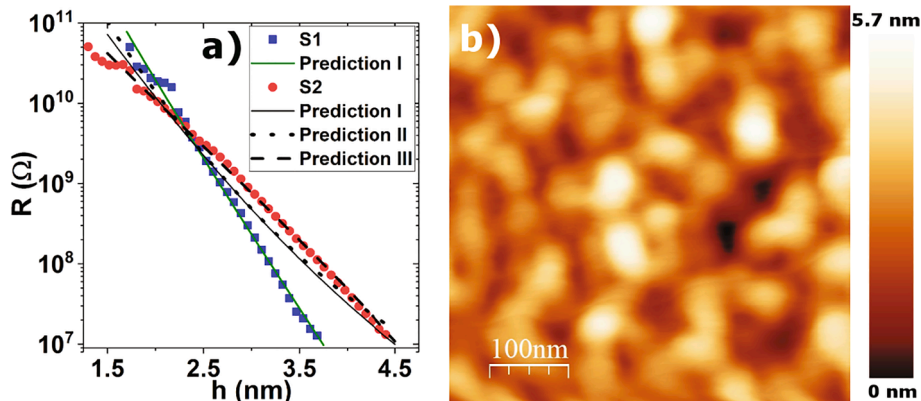 a)
S1
Prediction I
S2
Prediction I
Prediction II
Prediction III
10¹¹
10¹⁰
10⁹
10⁸
10⁷
R (Ω)
1.5 2.5 3.5 4.5
h (nm)
b)
100nm
5.7 nm
0 nm